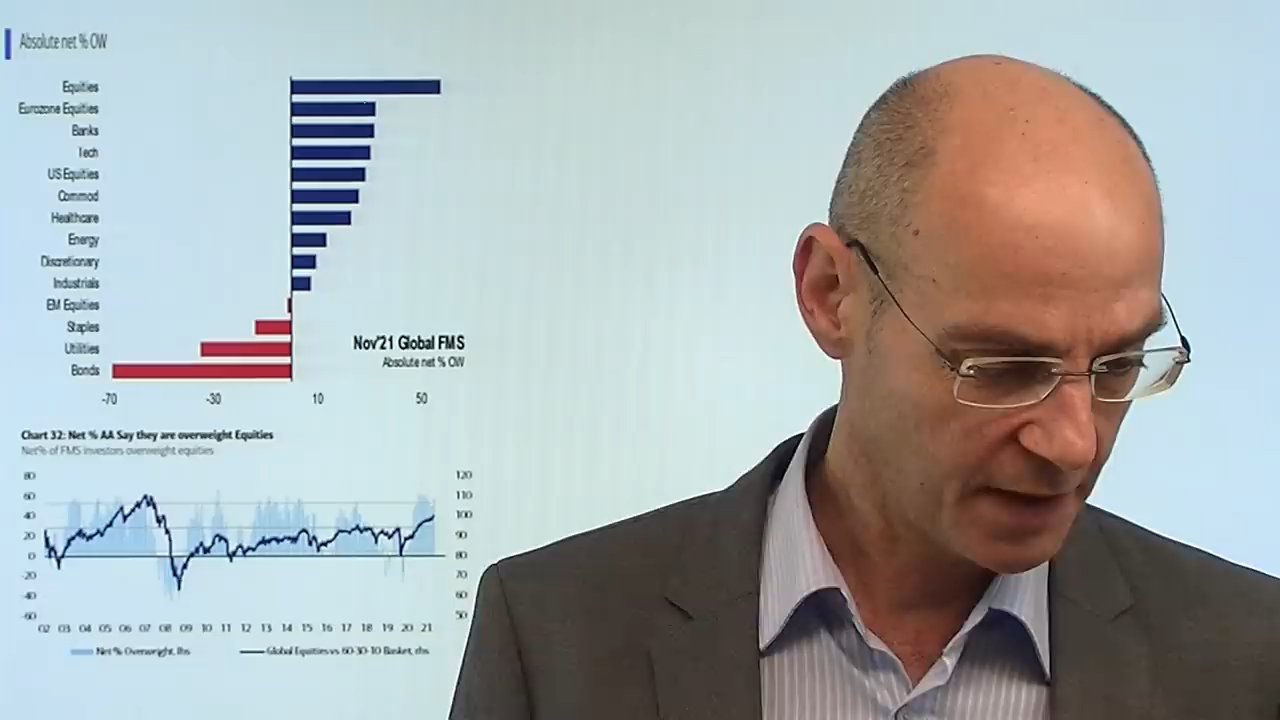 Absolute net % OW
Equities
Eurozone Equities
Banks
Tech
US Equities
Commod
Healthcare
Energy
Discretionary
Industrials
EM Equities
Staples
Utilities
Bonds
Nov'21 Global FMS
Absolute net % OW
-70 -30 10 50
Chart 32: Net % AA Say they are overweight Equities
Net% of FMS investors overweight equities
80 120
60 110
40 100
20 90
0 80
-20 70
-40 60
-60 50
02 03 04 05 06 07 08 09 10 11 12 13 14 15 16 17 18 19 20 21
Net % Overweight, lhs Global Equities vs 60-30-10 Basket, rhs